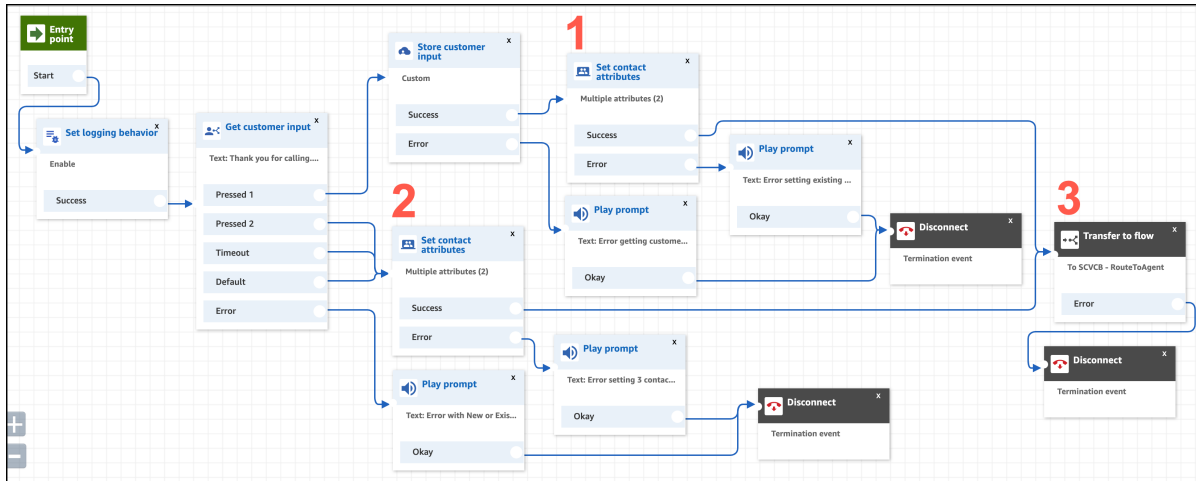 Entry
point
Start
x
Set logging behavior
Enable
Success
x
Get customer input
Text: Thank you for calling....
Pressed 1
Pressed 2
Timeout
Default
Error
x
Store customer
input
Custom
Success
Error
1
x
Set contact
attributes
Multiple attributes (2)
Success
Error
x
Play prompt
Text: Error setting existing ...
Okay
x
Play prompt
Text: Error getting custome...
Okay
x
Disconnect
Termination event
2
x
Set contact
attributes
Multiple attributes (2)
Success
Error
x
Play prompt
Text: Error setting 3 contac...
Okay
x
Play prompt
Text: Error with New or Exis...
Okay
x
Disconnect
Termination event
3
x
Transfer to flow
To SCVCB - RouteToAgent
Error
x
Disconnect
Termination event
+
−